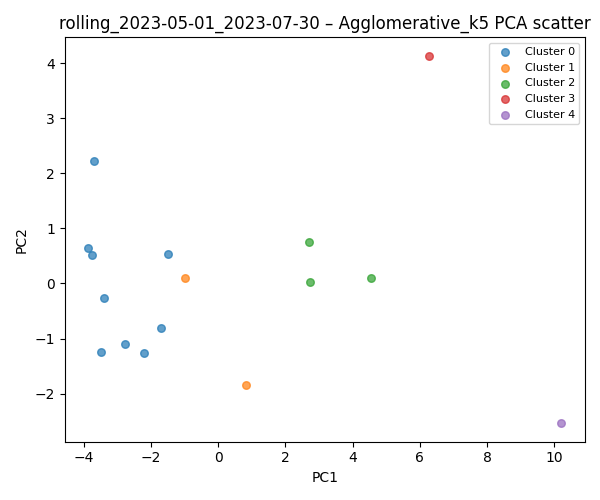 rolling_2023-05-01_2023-07-30 – Agglomerative_k5 PCA scatter
Cluster 0
Cluster 1
Cluster 2
Cluster 3
Cluster 4
PC2
4
3
2
1
0
−1
−2
−4
−2
0
2
4
6
8
10
PC1